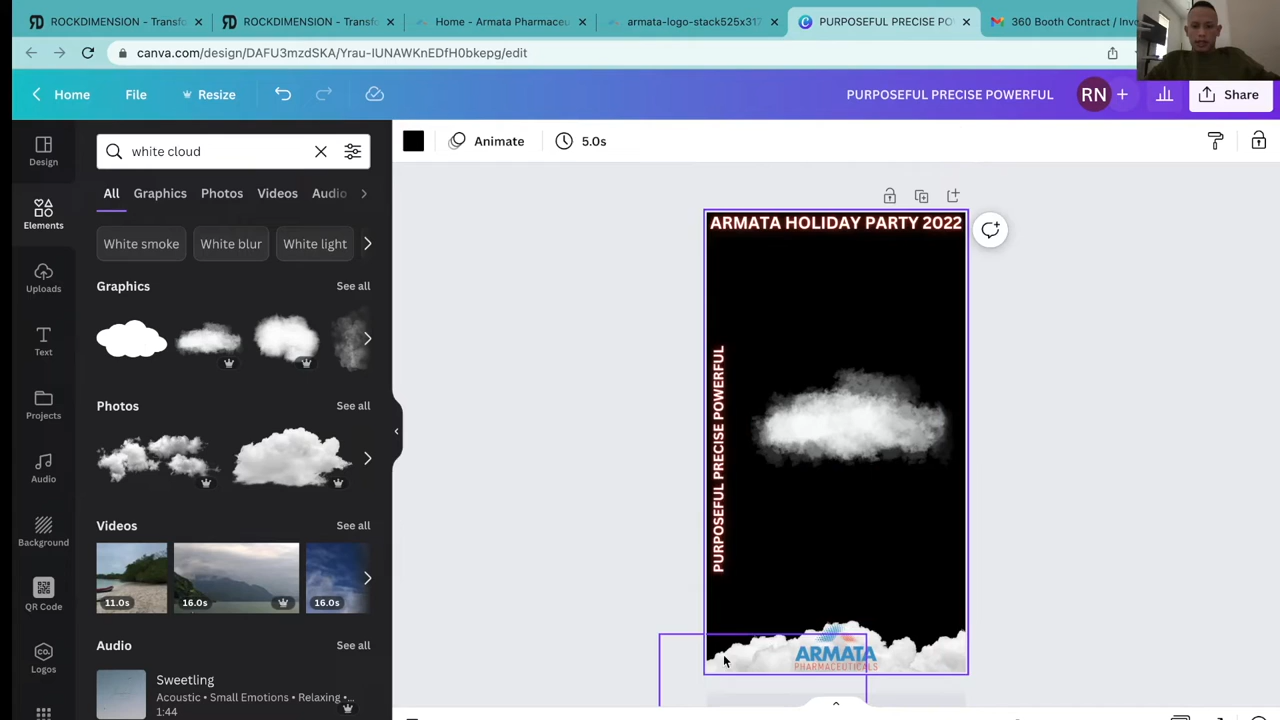 ROCKDIMENSION - Transfo
ROCKDIMENSION - Transfo
Home - Armata Pharmaceu
armata-logo-stack525x317
PURPOSEFUL PRECISE PO
360 Booth Contract / Invo
canva.com/design/DAFU3mzdSKA/Yrau-IUNAWKnEDfH0bkepg/edit
Home
File
Resize
PURPOSEFUL PRECISE POWERFUL
RN
Share
Design
Elements
Uploads
Text
Projects
Audio
Background
QR Code
Logos
white cloud
All
Graphics
Photos
Videos
Audio
White smoke
White blur
White light
Graphics
See all
Photos
See all
Videos
See all
11.0s
16.0s
16.0s
Audio
See all
Sweetling
Acoustic • Small Emotions • Relaxing •...
1:44
Animate
5.0s
ARMATA HOLIDAY PARTY 2022
PURPOSEFUL PRECISE POWERFUL
ARMATA
PHARMACEUTICALS